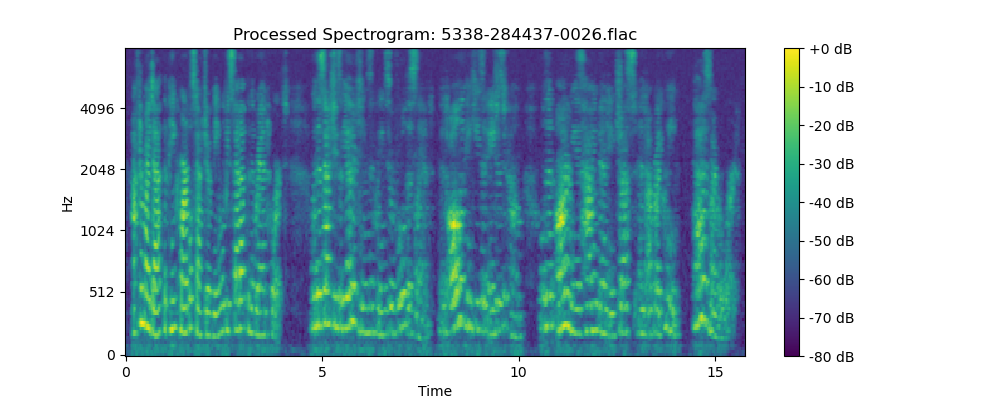 Processed Spectrogram: 5338-284437-0026.flac
Hz
4096
2048
1024
512
0
0 5 10 15
Time
+0 dB
-10 dB
-20 dB
-30 dB
-40 dB
-50 dB
-60 dB
-70 dB
-80 dB